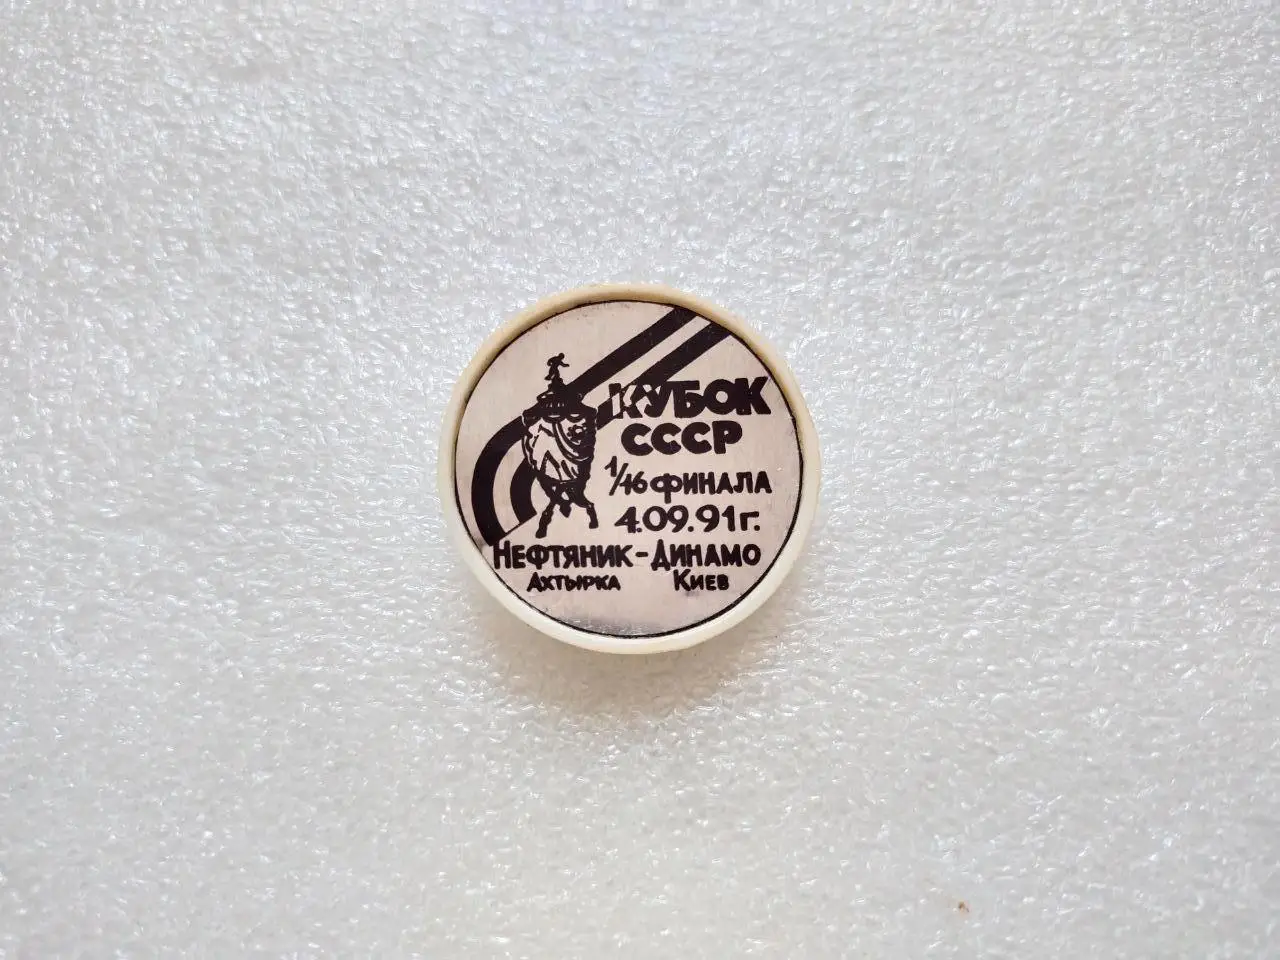 КУБОК
СССР
1/16 ФИНАЛА
4.09.91г.
НЕФТЯНИК-ДИНАМО
АХТЫРКА КИЕВ